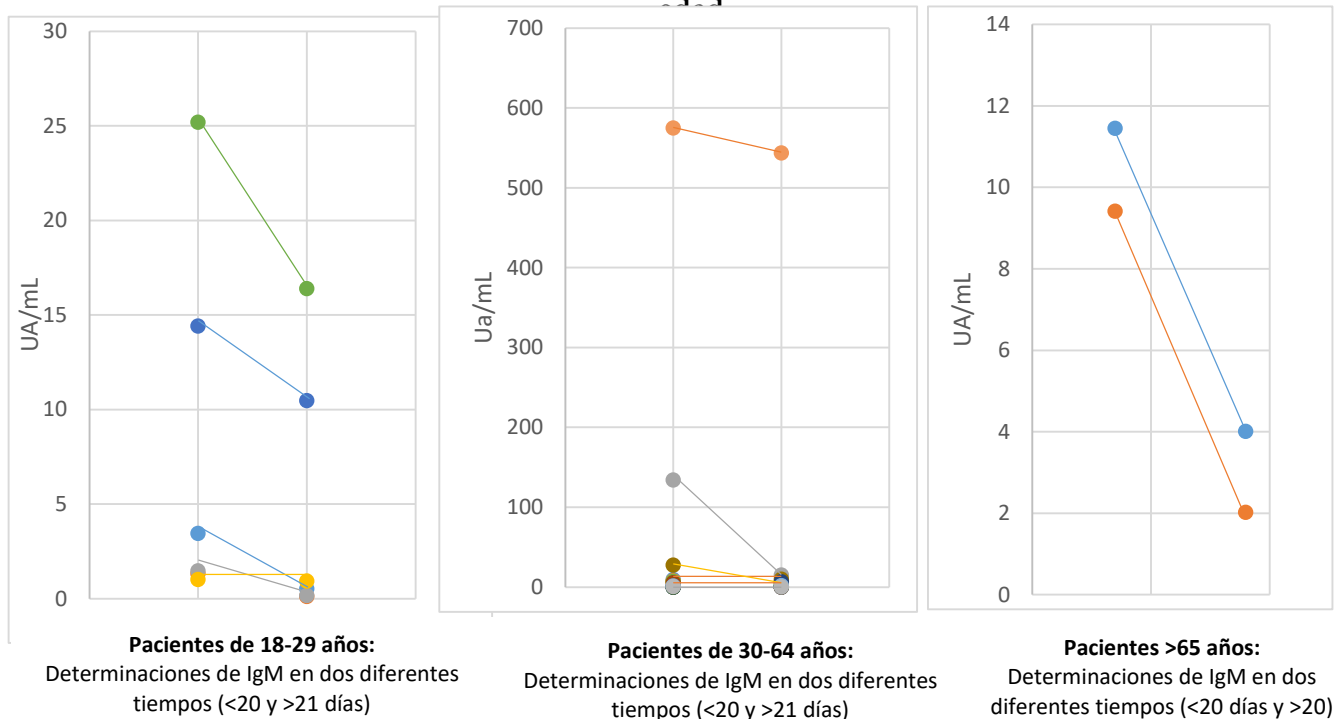 edad
30
25
20
15
10
5
0
UA/mL
Pacientes de 18-29 años:
Determinaciones de IgM en dos diferentes
tiempos (<20 y >21 días)
700
600
500
400
300
200
100
0
Ua/mL
Pacientes de 30-64 años:
Determinaciones de IgM en dos diferentes
tiempos (<20 y >21 días)
14
12
10
8
6
4
2
0
UA/mL
Pacientes >65 años:
Determinaciones de IgM en dos
diferentes tiempos (<20 días y >20)